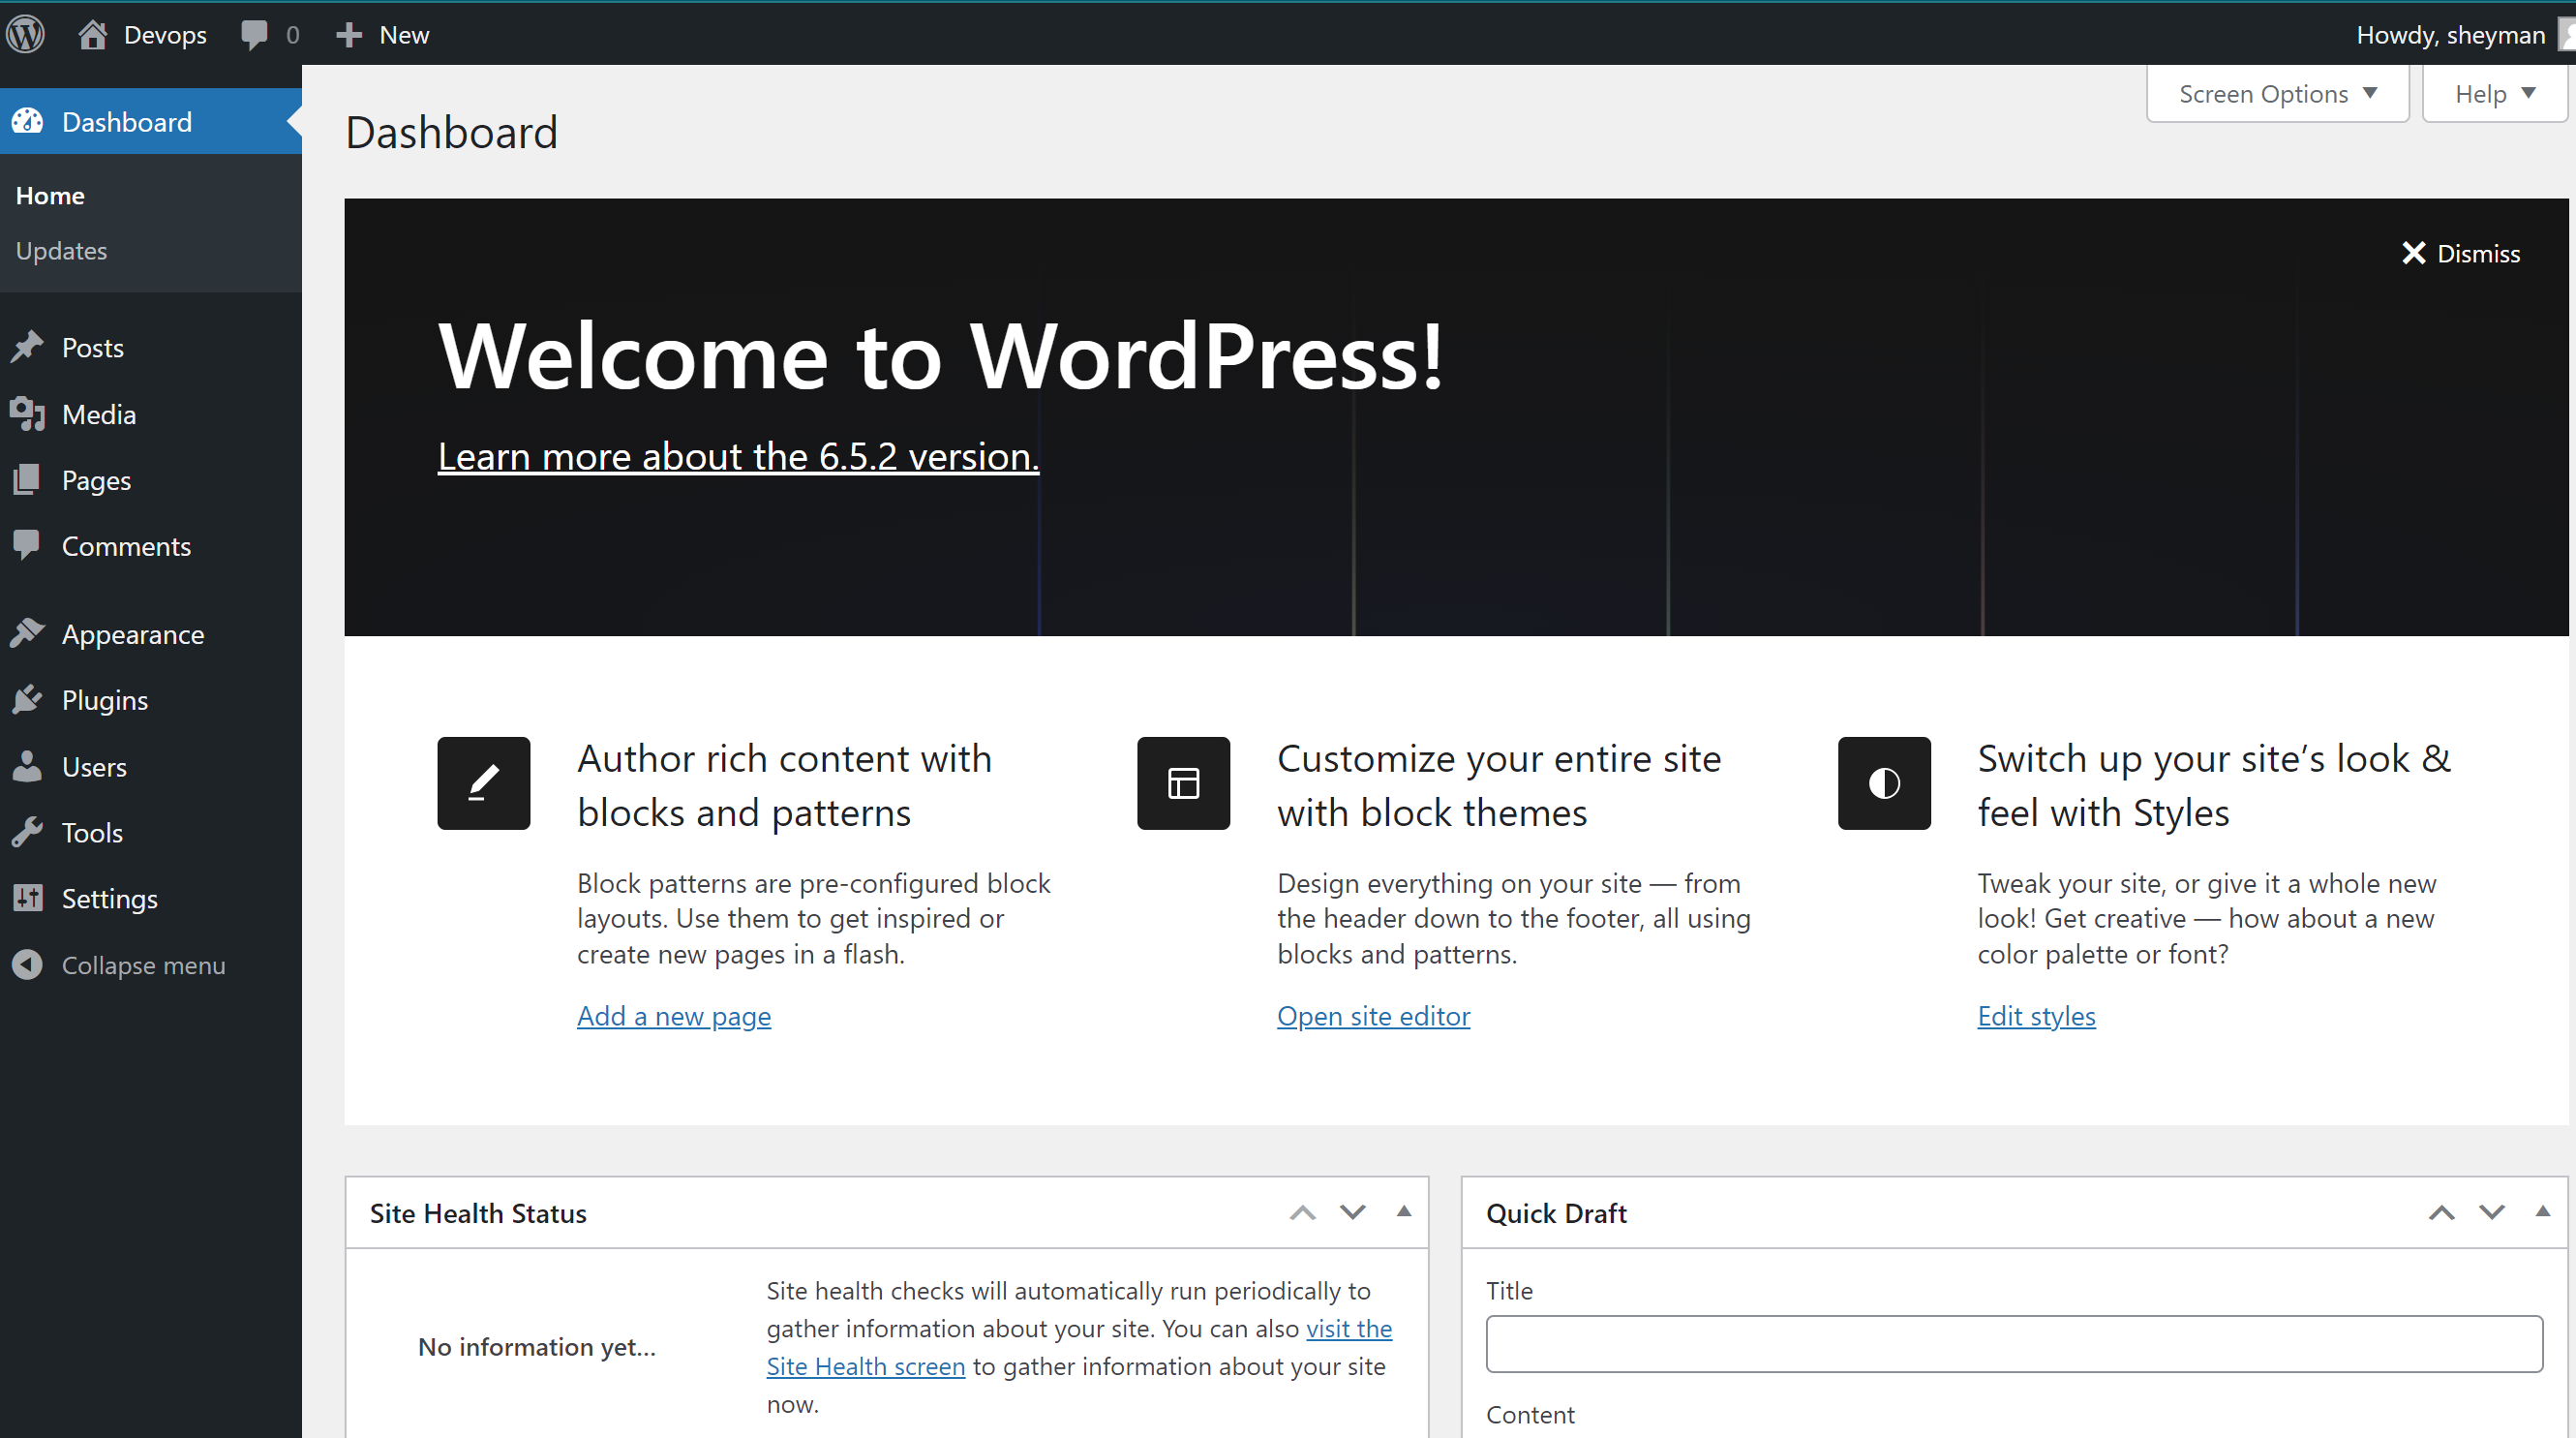 Devops
0
New
Howdy, sheyman
Dashboard
Home
Updates
Posts
Media
Pages
Comments
Appearance
Plugins
Users
Tools
Settings
Collapse menu
Screen Options
Help
Dashboard
Dismiss
Welcome to WordPress!
Learn more about the 6.5.2 version.
Author rich content with
blocks and patterns
Block patterns are pre-configured block
layouts. Use them to get inspired or
create new pages in a flash.
Add a new page
Customize your entire site
with block themes
Design everything on your site — from
the header down to the footer, all using
blocks and patterns.
Open site editor
Switch up your site’s look &
feel with Styles
Tweak your site, or give it a whole new
look! Get creative — how about a new
color palette or font?
Edit styles
Site Health Status
No information yet…
Site health checks will automatically run periodically to
gather information about your site. You can also visit the
Site Health screen to gather information about your site
now.
Quick Draft
Title
Content